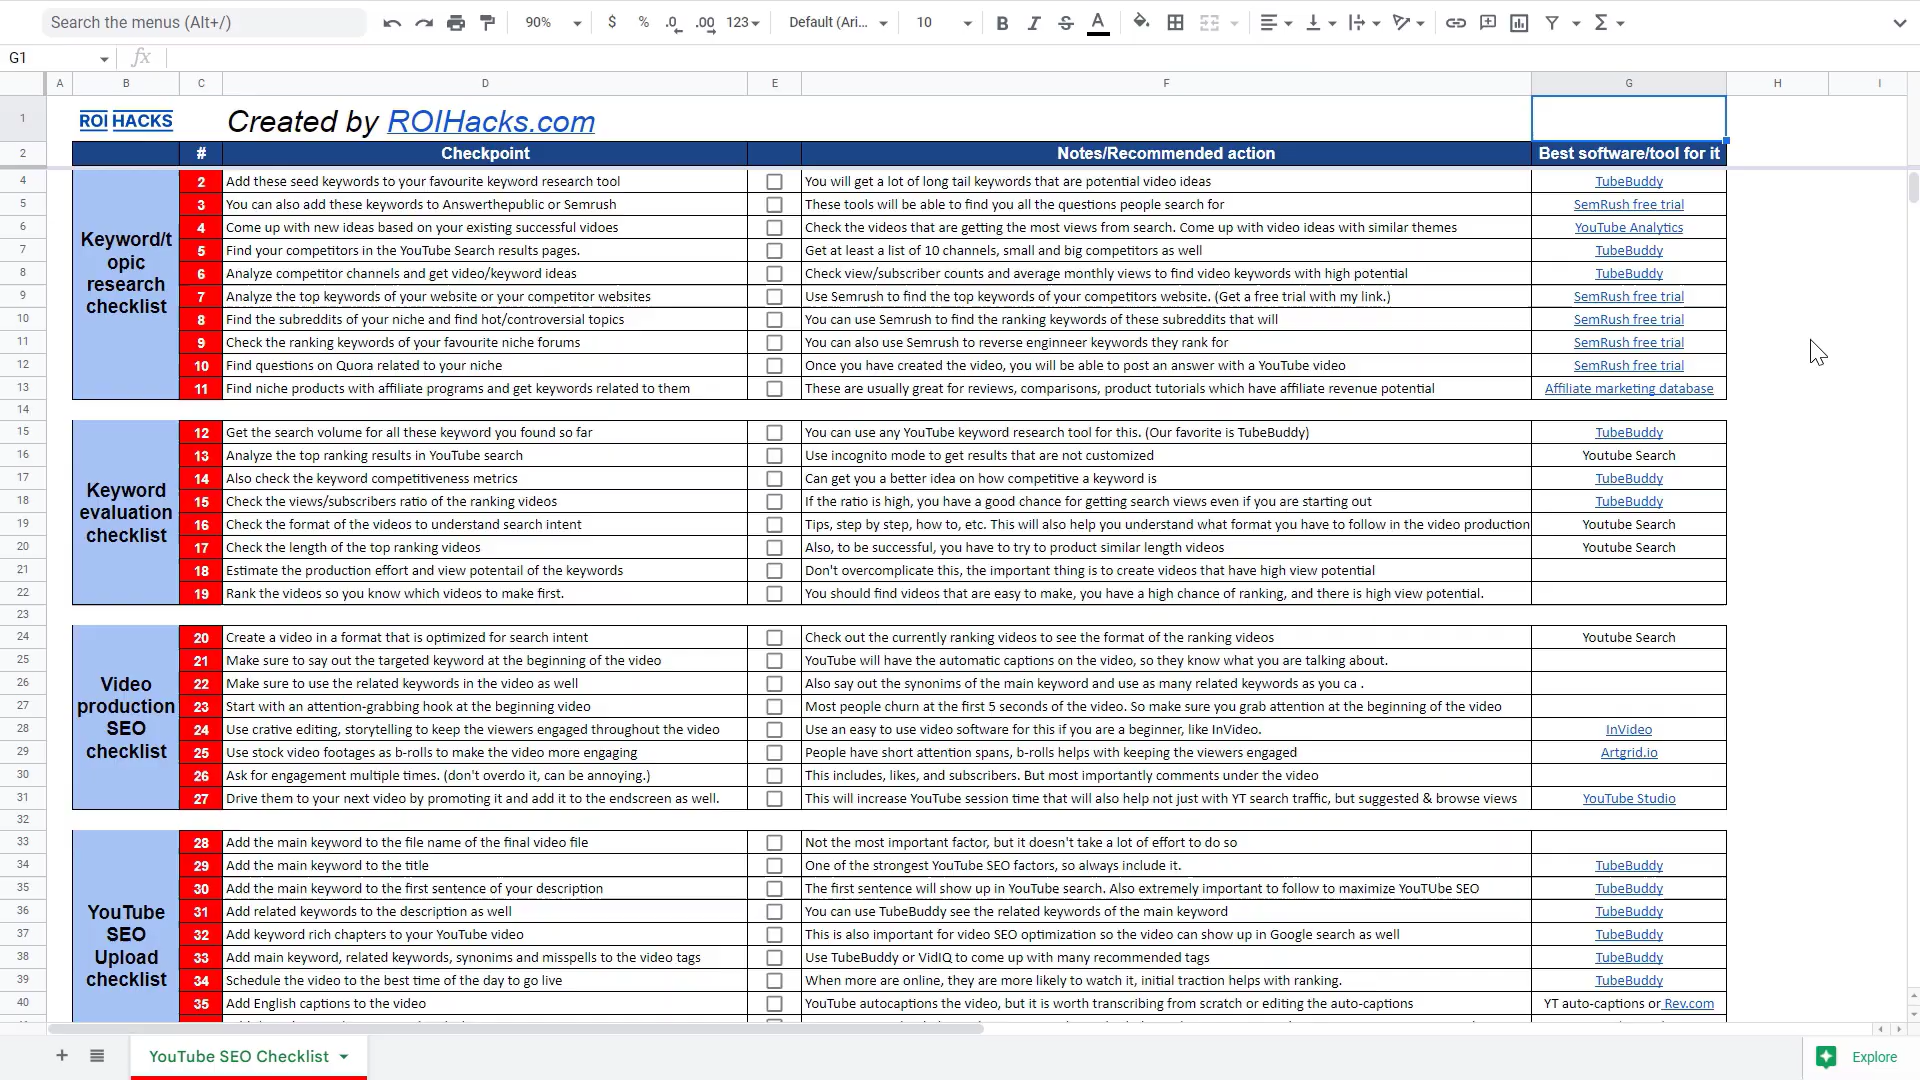 Search the menus (Alt+/)
90%
$ % .0 .00 123
Default (Ari...
10
B I S A
G1
fx
A B C D E F G H I
1 ROI HACKS Created by ROIHacks.com
2 # Checkpoint Notes/Recommended action Best software/tool for it
Keyword/t
opic
research
checklist
4 2 Add these seed keywords to your favourite keyword research tool You will get a lot of long tail keywords that are potential video ideas TubeBuddy
5 3 You can also add these keywords to Answerthepublic or Semrush These tools will be able to find you all the questions people search for SemRush free trial
6 4 Come up with new ideas based on your existing successful vidoes Check the videos that are getting the most views from search. Come up with video ideas with similar themes YouTube Analytics
7 5 Find your competitors in the YouTube Search results pages. Get at least a list of 10 channels, small and big competitors as well TubeBuddy
8 6 Analyze competitor channels and get video/keyword ideas Check view/subscriber counts and average monthly views to find video keywords with high potential TubeBuddy
9 7 Analyze the top keywords of your website or your competitor websites Use Semrush to find the top keywords of your competitors website. (Get a free trial with my link.) SemRush free trial
10 8 Find the subreddits of your niche and find hot/controversial topics You can use Semrush to find the ranking keywords of these subreddits that will SemRush free trial
11 9 Check the ranking keywords of your favourite niche forums You can also use Semrush to reverse enginneer keywords they rank for SemRush free trial
12 10 Find questions on Quora related to your niche Once you have created the video, you will be able to post an answer with a YouTube video SemRush free trial
13 11 Find niche products with affiliate programs and get keywords related to them These are usually great for reviews, comparisons, product tutorials which have affiliate revenue potential Affiliate marketing database
14
Keyword
evaluation
checklist
15 12 Get the search volume for all these keyword you found so far You can use any YouTube keyword research tool for this. (Our favorite is TubeBuddy) TubeBuddy
16 13 Analyze the top ranking results in YouTube search Use incognito mode to get results that are not customized Youtube Search
17 14 Also check the keyword competitiveness metrics Can get you a better idea on how competitive a keyword is TubeBuddy
18 15 Check the views/subscribers ratio of the ranking videos If the ratio is high, you have a good chance for getting search views even if you are starting out TubeBuddy
19 16 Check the format of the videos to understand search intent Tips, step by step, how to, etc. This will also help you understand what format you have to follow in the video production Youtube Search
20 17 Check the length of the top ranking videos Also, to be successful, you have to try to product similar length videos Youtube Search
21 18 Estimate the production effort and view potentail of the keywords Don't overcomplicate this, the important thing is to create videos that have high view potential
22 19 Rank the videos so you know which videos to make first. You should find videos that are easy to make, you have a high chance of ranking, and there is high view potential.
23
Video
production
SEO
checklist
24 20 Create a video in a format that is optimized for search intent Check out the currently ranking videos to see the format of the ranking videos Youtube Search
25 21 Make sure to say out the targeted keyword at the beginning of the video YouTube will have the automatic captions on the video, so they know what you are talking about.
26 22 Make sure to use the related keywords in the video as well Also say out the synonims of the main keyword and use as many related keywords as you ca .
27 23 Start with an attention-grabbing hook at the beginning video Most people churn at the first 5 seconds of the video. So make sure you grab attention at the beginning of the video
28 24 Use crative editing, storytelling to keep the viewers engaged throughout the video Use an easy to use video software for this if you are a beginner, like InVideo. InVideo
29 25 Use stock video footages as b-rolls to make the video more engaging People have short attention spans, b-rolls helps with keeping the viewers engaged Artgrid.io
30 26 Ask for engagement multiple times. (don't overdo it, can be annoying.) This includes, likes, and subscribers. But most importantly comments under the video
31 27 Drive them to your next video by promoting it and add it to the endscreen as well. This will increase YouTube session time that will also help not just with YT search traffic, but suggested & browse views YouTube Studio
32
YouTube
SEO
Upload
checklist
33 28 Add the main keyword to the file name of the final video file Not the most important factor, but it doesn't take a lot of effort to do so
34 29 Add the main keyword to the title One of the strongest YouTube SEO factors, so always include it. TubeBuddy
35 30 Add the main keyword to the first sentence of your description The first sentence will show up in YouTube search. Also extremely important to follow to maximize YouTUBE SEO TubeBuddy
36 31 Add related keywords to the description as well You can use TubeBuddy see the related keywords of the main keyword TubeBuddy
37 32 Add keyword rich chapters to your YouTube video This is also important for video SEO optimization so the video can show up in Google search as well TubeBuddy
38 33 Add main keyword, related keywords, synonims and misspells to the video tags Use TubeBuddy or VidIQ to come up with many recommended tags TubeBuddy
39 34 Schedule the video to the best time of the day to go live When more are online, they are more likely to watch it, initial traction helps with ranking. TubeBuddy
40 35 Add English captions to the video YouTube autocaptions the video, but it is worth transcribing from scratch or editing the auto-captions YT auto-captions or Rev.com
YouTube SEO Checklist
Explore